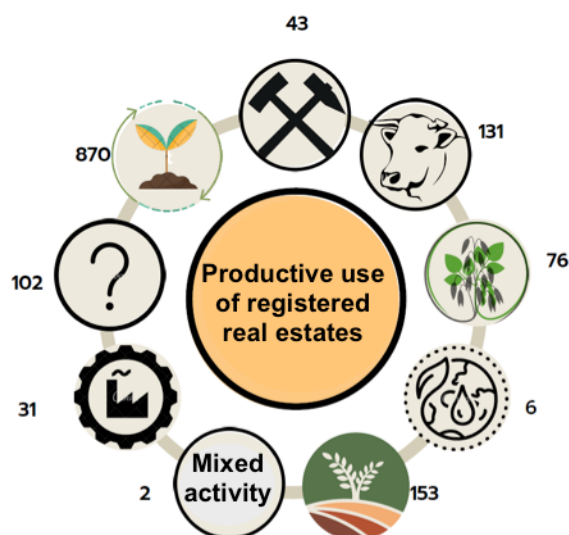 43
131
870
76
102
Productive use
of registered
real estates
31
6
Mixed
activity
2
153